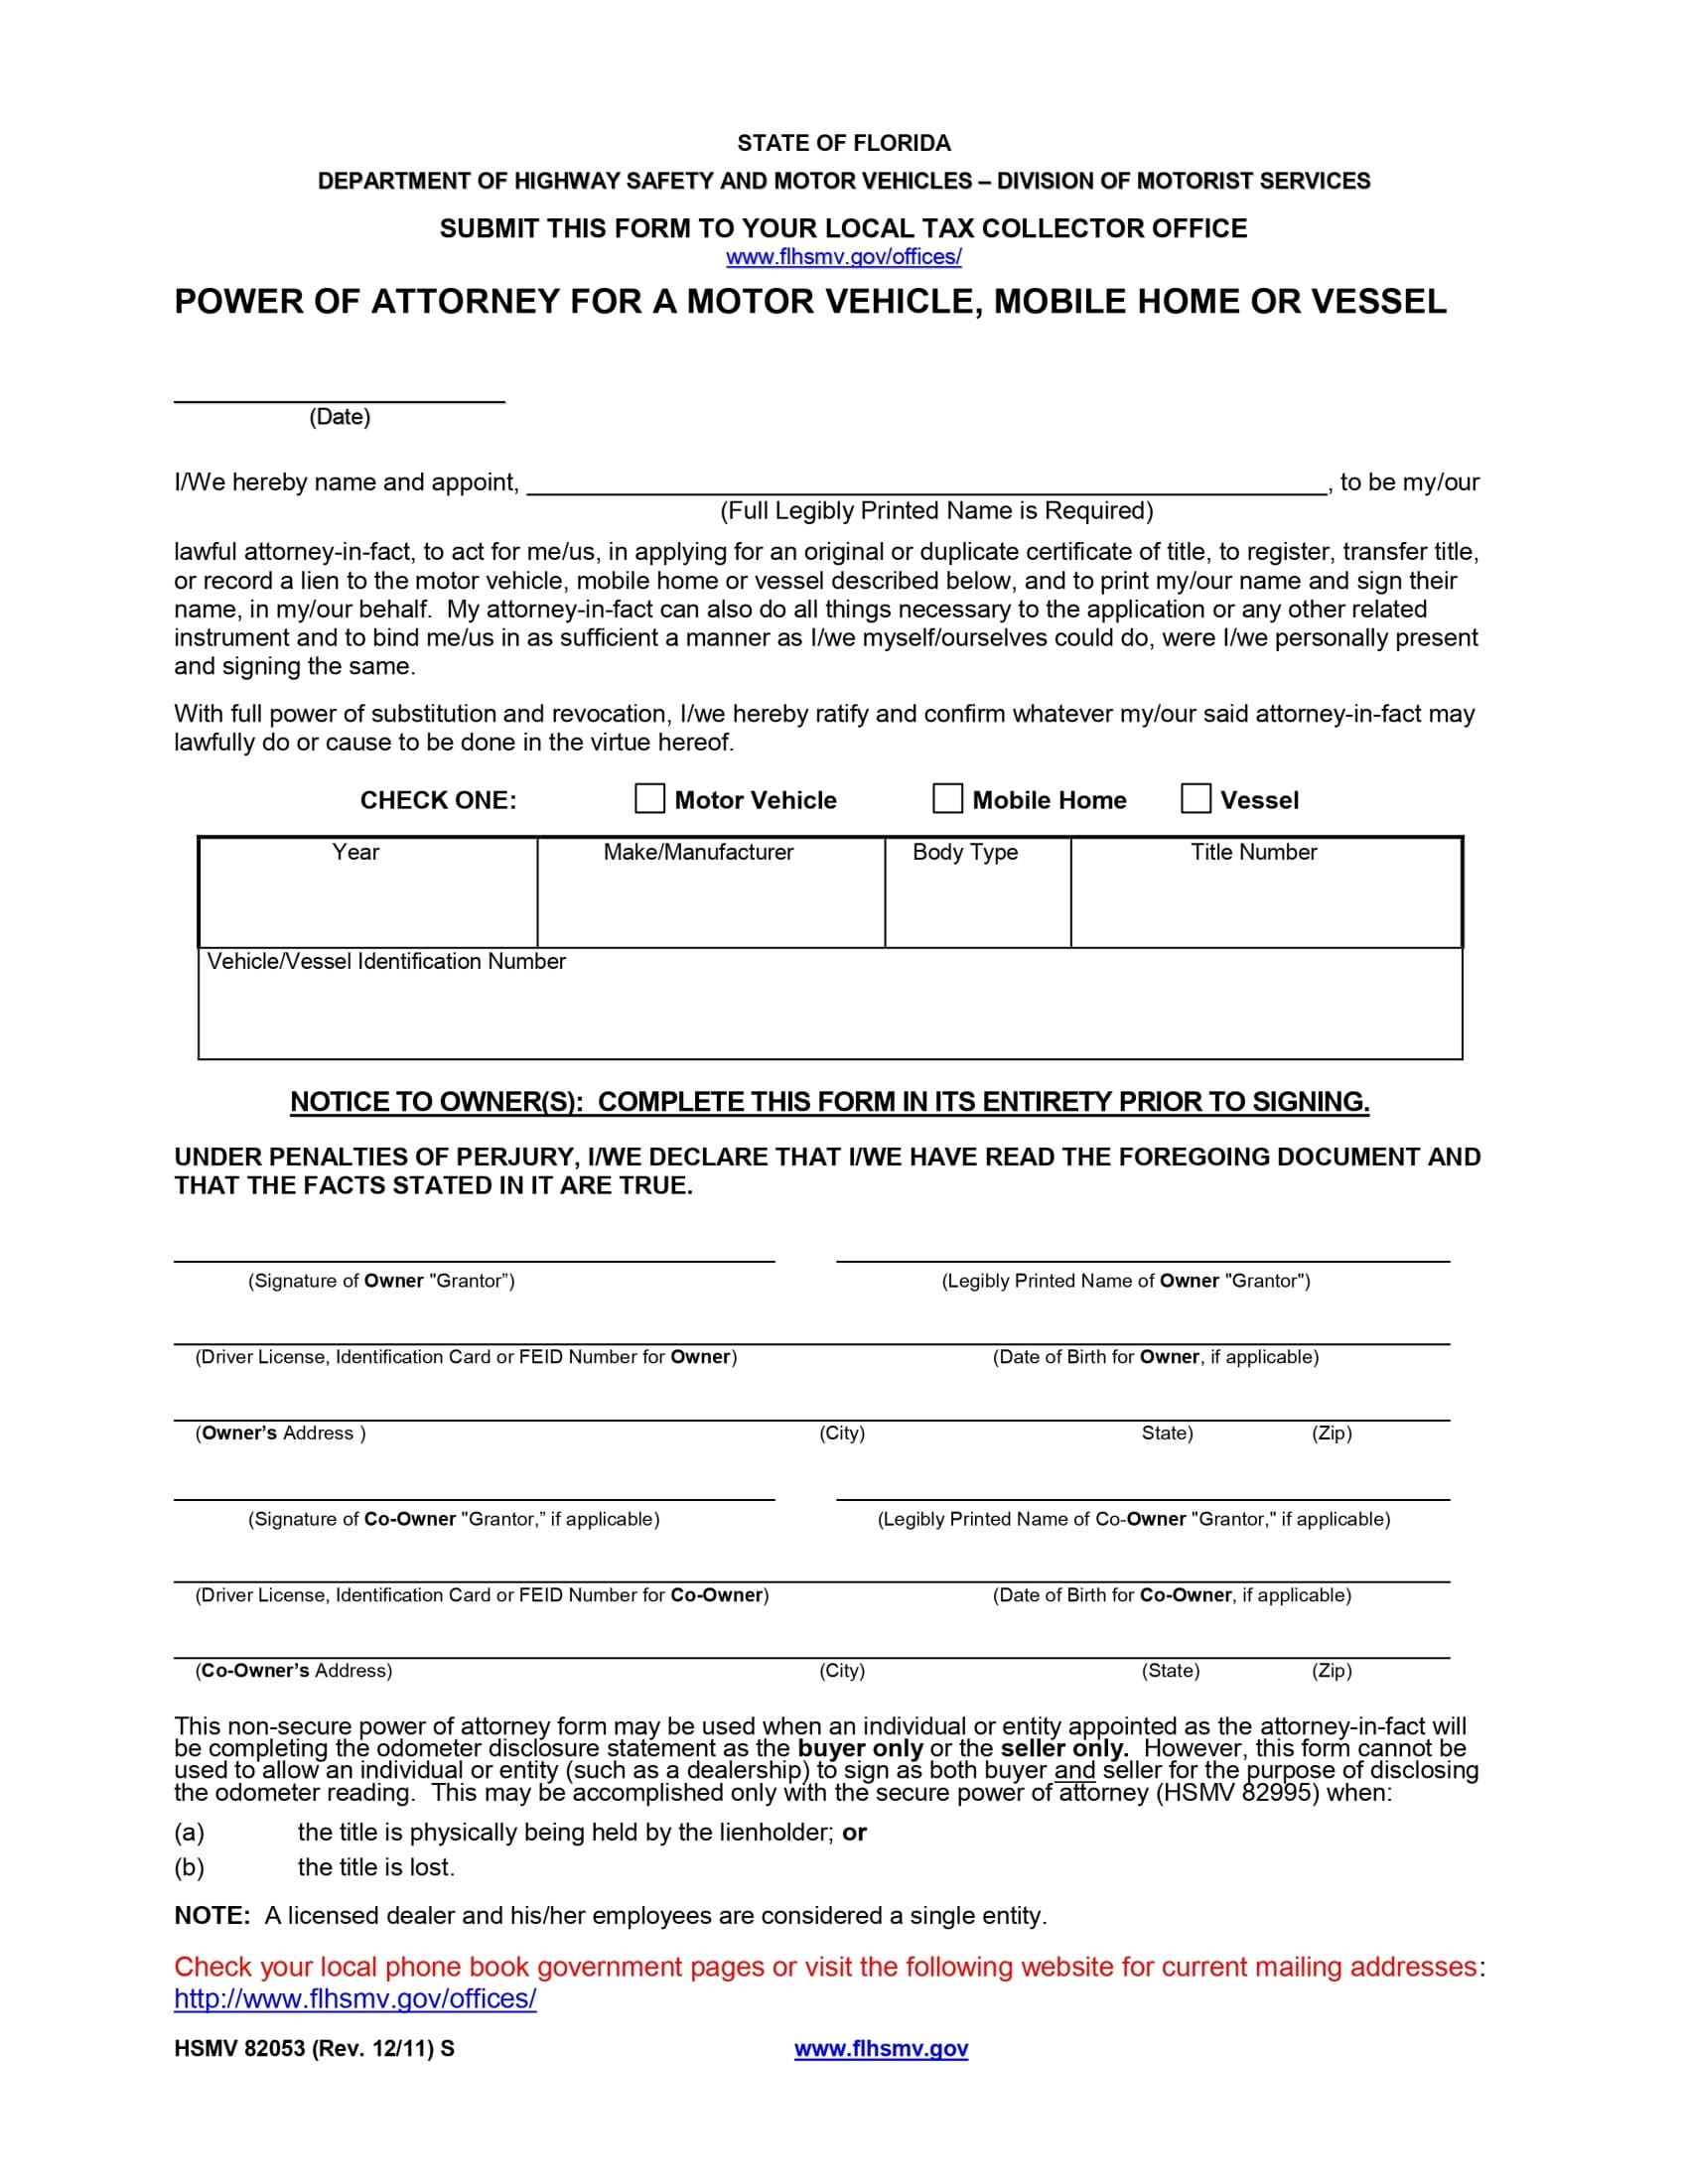 STATE OF FLORIDA
DEPARTMENT OF HIGHWAY SAFETY AND MOTOR VEHICLES – DIVISION OF MOTORIST SERVICES
SUBMIT THIS FORM TO YOUR LOCAL TAX COLLECTOR OFFICE
www.flhsmv.gov/offices/
POWER OF ATTORNEY FOR A MOTOR VEHICLE, MOBILE HOME OR VESSEL
(Date)
I/We hereby name and appoint, , to be my/our
(Full Legibly Printed Name is Required)
lawful attorney-in-fact, to act for me/us, in applying for an original or duplicate certificate of title, to register, transfer title,
or record a lien to the motor vehicle, mobile home or vessel described below, and to print my/our name and sign their
name, in my/our behalf. My attorney-in-fact can also do all things necessary to the application or any other related
instrument and to bind me/us in as sufficient a manner as I/we myself/ourselves could do, were I/we personally present
and signing the same.
With full power of substitution and revocation, I/we hereby ratify and confirm whatever my/our said attorney-in-fact may
lawfully do or cause to be done in the virtue hereof.
CHECK ONE: Motor Vehicle Mobile Home Vessel
Year Make/Manufacturer Body Type Title Number
Vehicle/Vessel Identification Number
NOTICE TO OWNER(S): COMPLETE THIS FORM IN ITS ENTIRETY PRIOR TO SIGNING.
UNDER PENALTIES OF PERJURY, I/WE DECLARE THAT I/WE HAVE READ THE FOREGOING DOCUMENT AND
THAT THE FACTS STATED IN IT ARE TRUE.
(Signature of Owner "Grantor”) (Legibly Printed Name of Owner "Grantor")
(Driver License, Identification Card or FEID Number for Owner) (Date of Birth for Owner, if applicable)
(Owner’s Address ) (City) State) (Zip)
(Signature of Co-Owner "Grantor,” if applicable) (Legibly Printed Name of Co-Owner "Grantor," if applicable)
(Driver License, Identification Card or FEID Number for Co-Owner) (Date of Birth for Co-Owner, if applicable)
(Co-Owner’s Address) (City) (State) (Zip)
This non-secure power of attorney form may be used when an individual or entity appointed as the attorney-in-fact will
be completing the odometer disclosure statement as the buyer only or the seller only. However, this form cannot be
used to allow an individual or entity (such as a dealership) to sign as both buyer and seller for the purpose of disclosing
the odometer reading. This may be accomplished only with the secure power of attorney (HSMV 82995) when:
(a) the title is physically being held by the lienholder; or
(b) the title is lost.
NOTE: A licensed dealer and his/her employees are considered a single entity.
Check your local phone book government pages or visit the following website for current mailing addresses:
http://www.flhsmv.gov/offices/
HSMV 82053 (Rev. 12/11) S www.flhsmv.gov